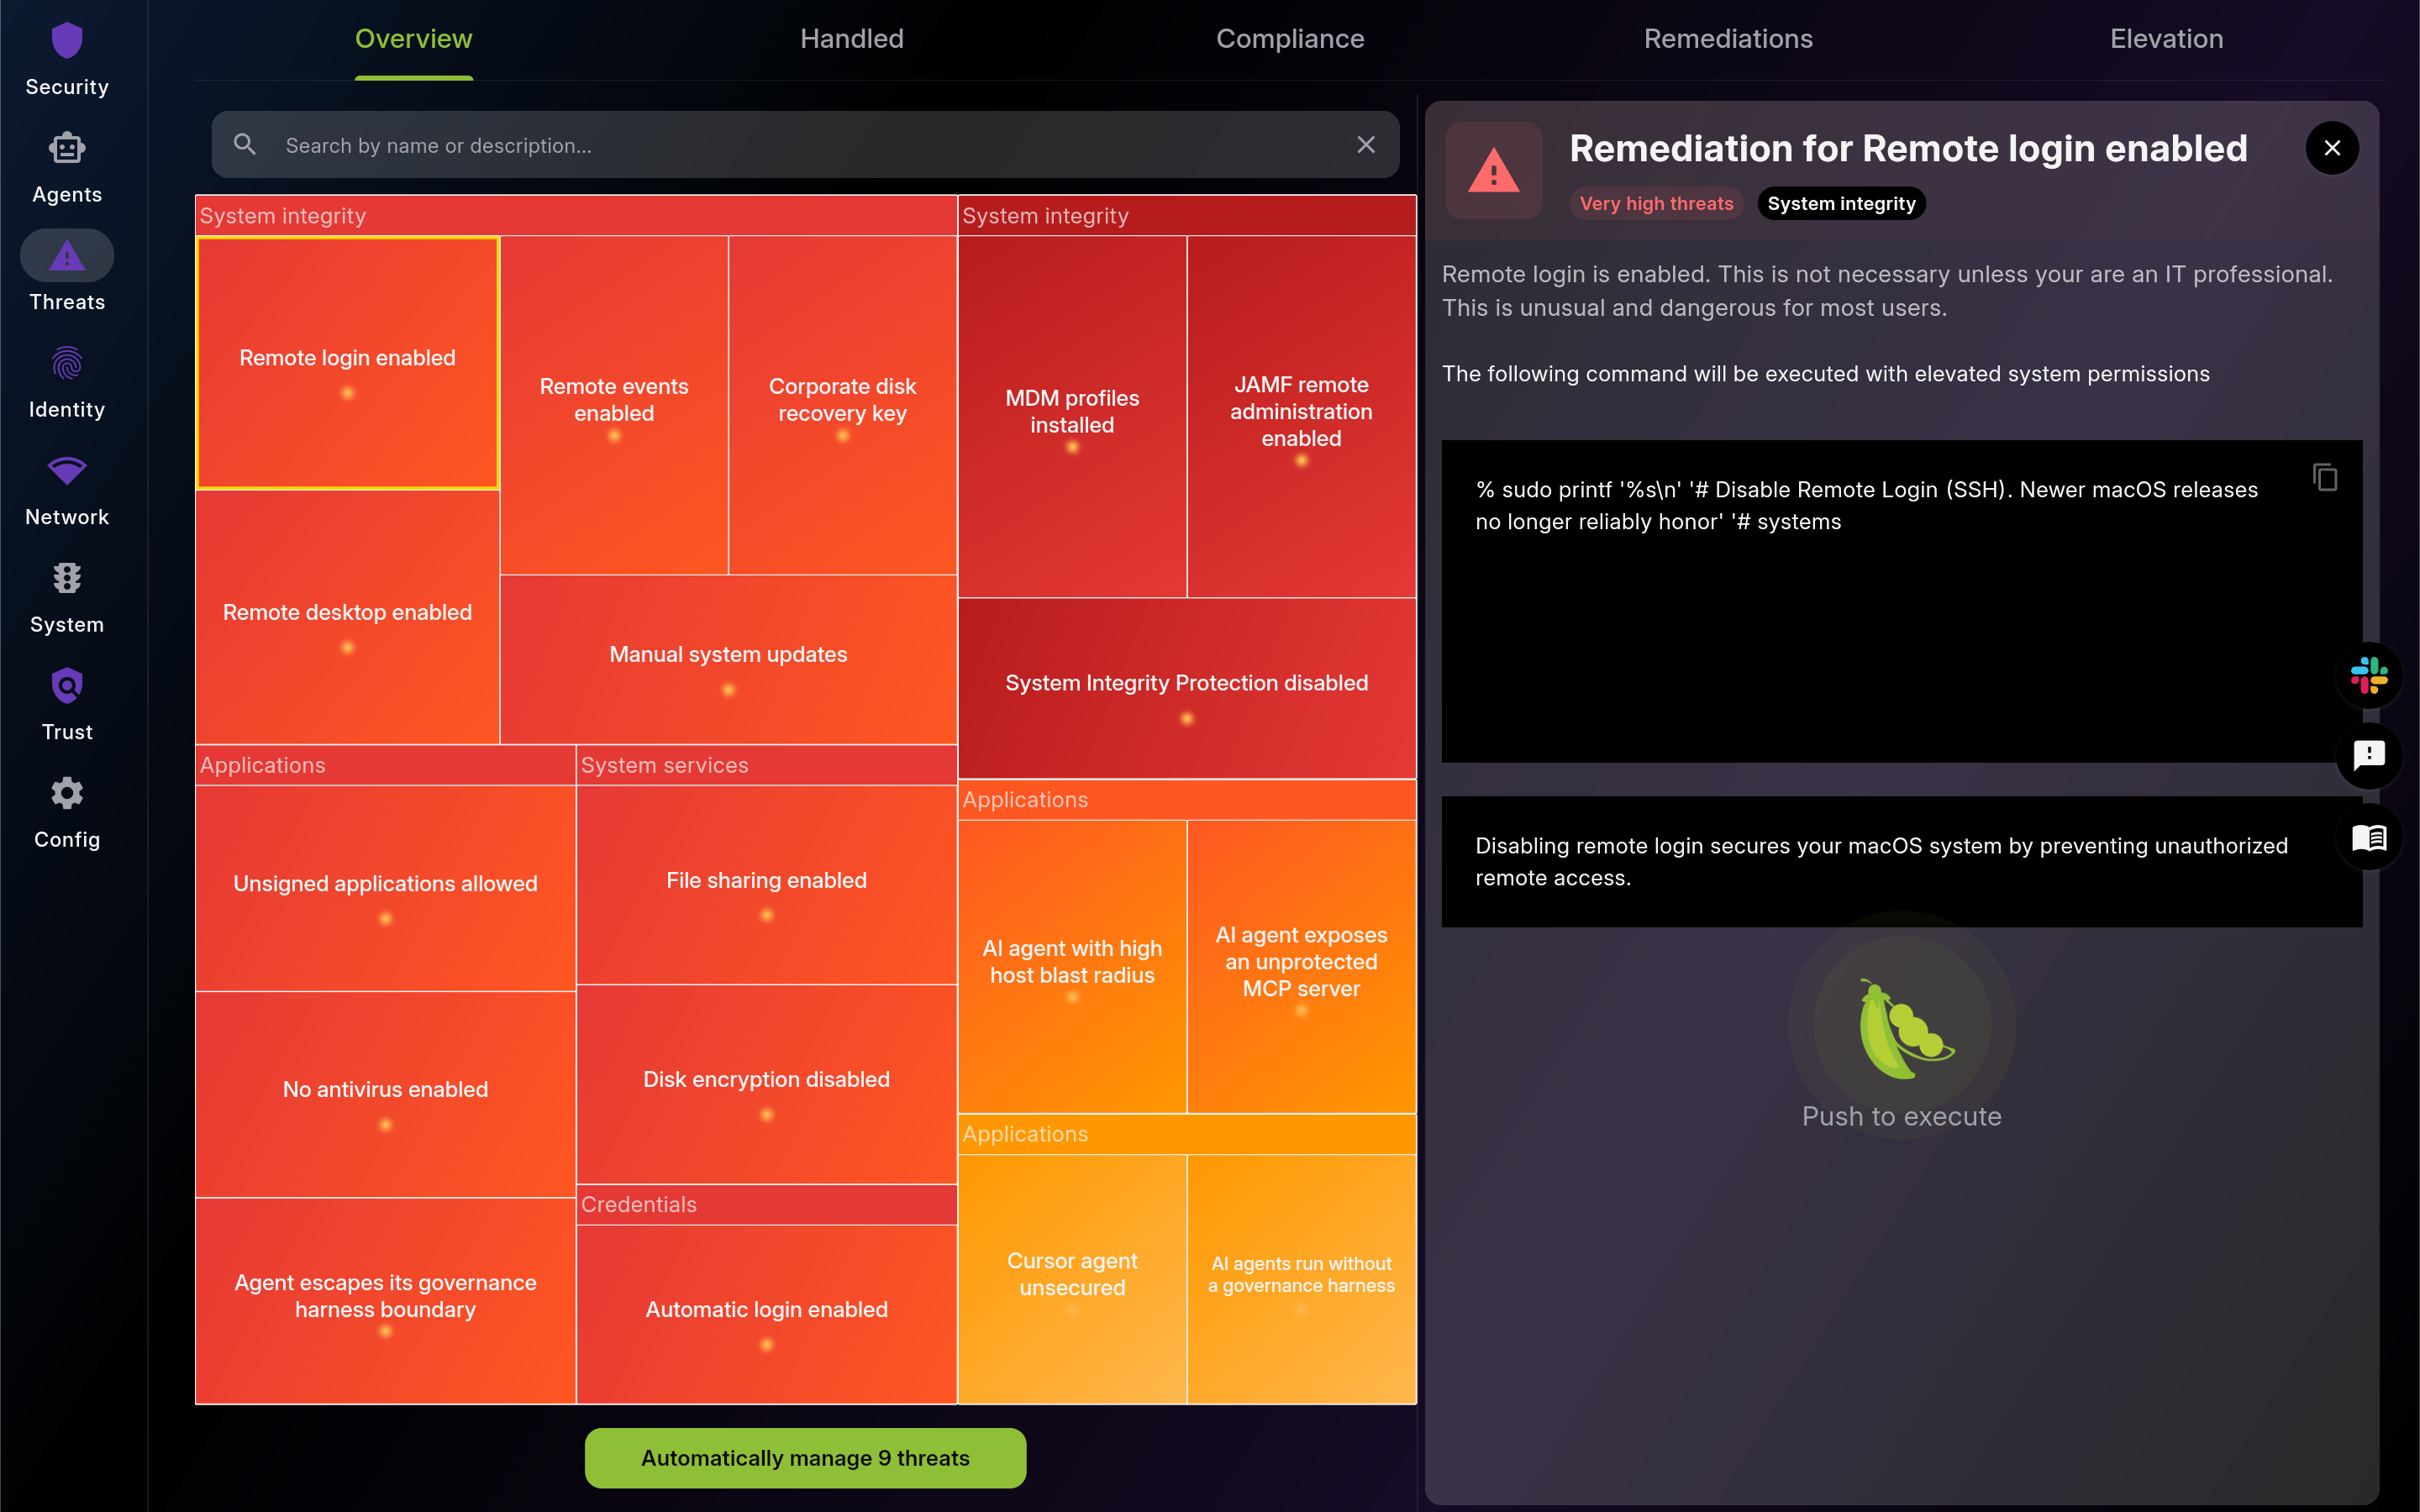 Security
Agents
Threats
Identity
Network
System
Trust
Config
Overview
Handled
Compliance
Remediations
Elevation
Search by name or description...
System integrity
Remote login enabled
Remote events
enabled
Corporate disk
recovery key
Remote desktop enabled
Manual system updates
System integrity
MDM profiles
installed
JAMF remote
administration
enabled
System Integrity Protection disabled
Applications
Unsigned applications allowed
No antivirus enabled
Agent escapes its governance
harness boundary
System services
File sharing enabled
Disk encryption disabled
Credentials
Automatic login enabled
Applications
AI agent with high
host blast radius
AI agent exposes
an unprotected
MCP server
Applications
Cursor agent
unsecured
AI agents run without
a governance harness
Automatically manage 9 threats
Remediation for Remote login enabled
Very high threats
System integrity
Remote login is enabled. This is not necessary unless your are an IT professional.
This is unusual and dangerous for most users.
The following command will be executed with elevated system permissions
% sudo printf '%s\n' '# Disable Remote Login (SSH). Newer macOS releases
no longer reliably honor' '# systems
Disabling remote login secures your macOS system by preventing unauthorized
remote access.
Push to execute